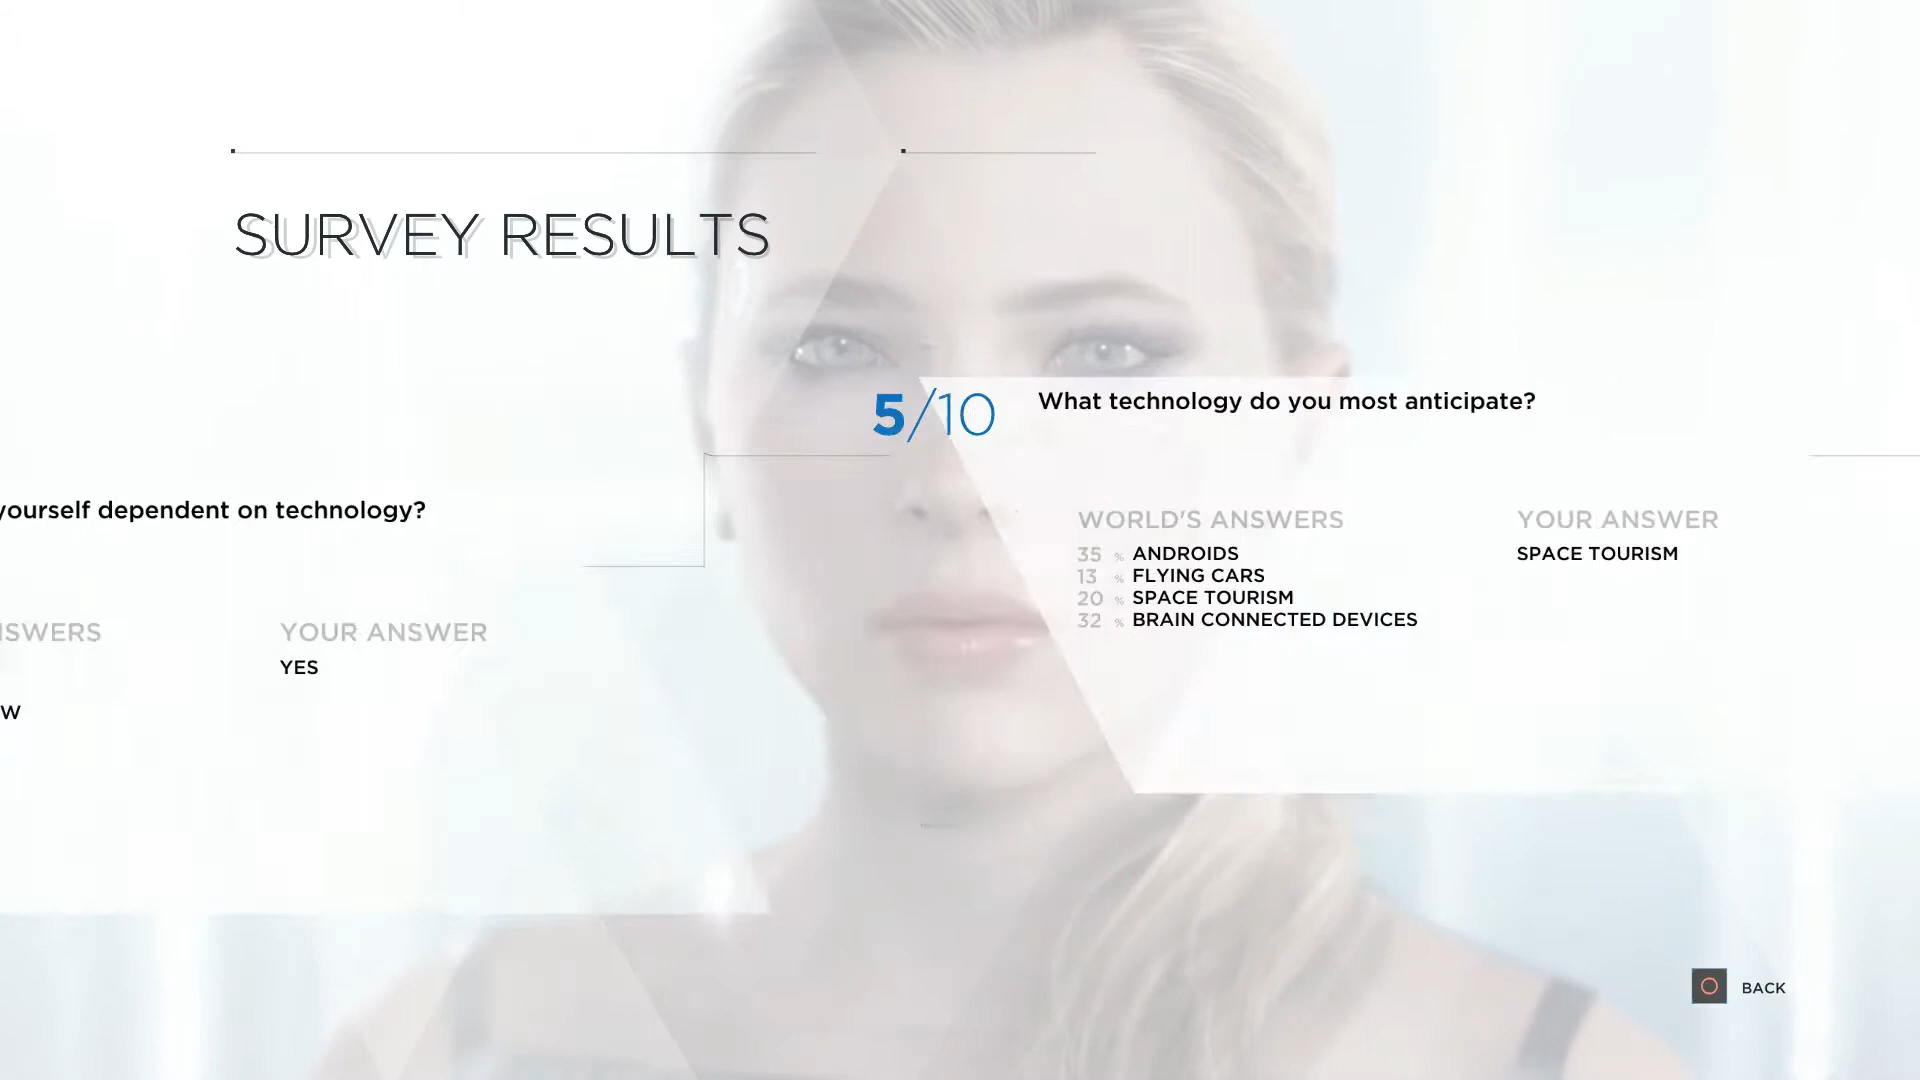 SURVEY RESULTS
yourself dependent on technology?
YOUR ANSWER
YES
5/10
What technology do you most anticipate?
WORLD'S ANSWERS
35 % ANDROIDS
13 % FLYING CARS
20 % SPACE TOURISM
32 % BRAIN CONNECTED DEVICES
YOUR ANSWER
SPACE TOURISM
BACK